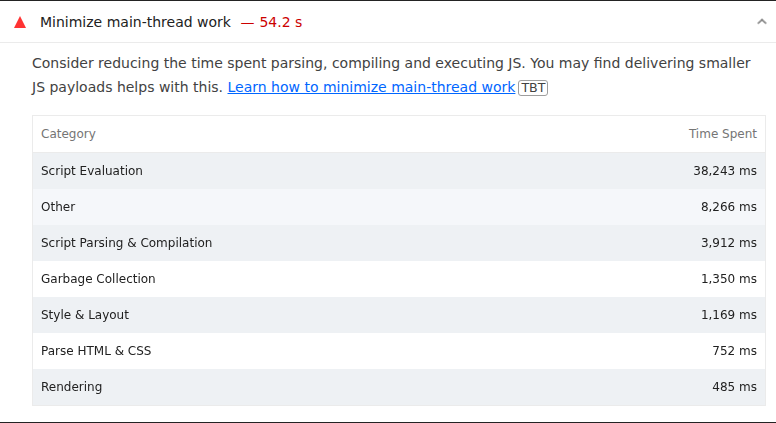 Minimize main-thread work — 54.2 s
Consider reducing the time spent parsing, compiling and executing JS. You may find delivering smaller
JS payloads helps with this. Learn how to minimize main-thread work TBT
Category Time Spent
Script Evaluation 38,243 ms
Other 8,266 ms
Script Parsing & Compilation 3,912 ms
Garbage Collection 1,350 ms
Style & Layout 1,169 ms
Parse HTML & CSS 752 ms
Rendering 485 ms